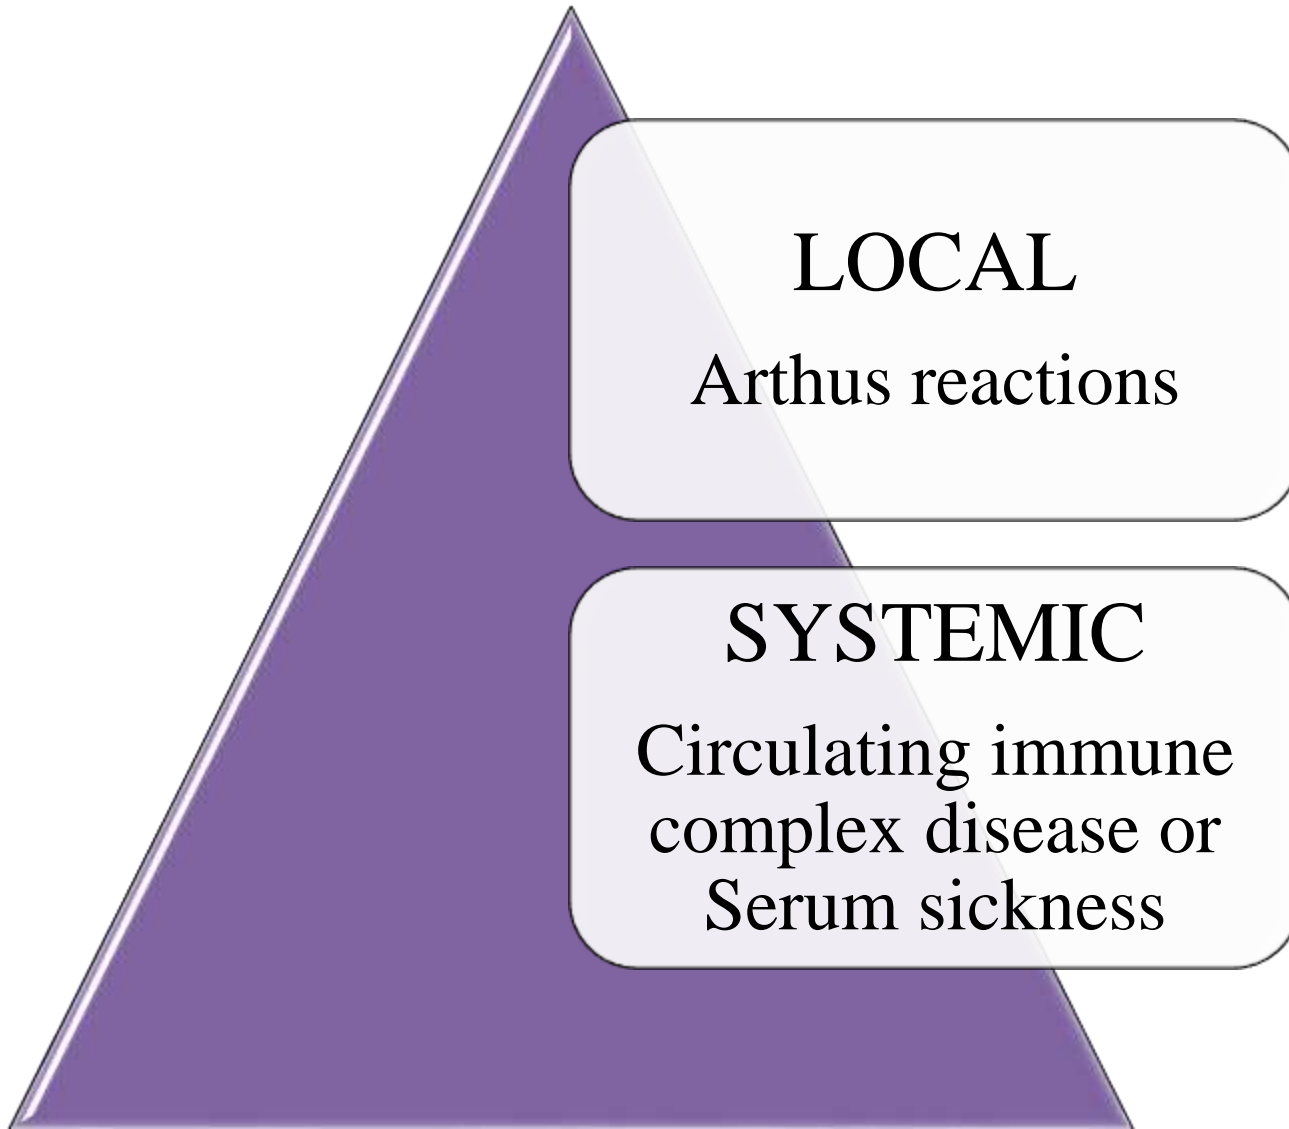 LOCAL
Arthus reactions
SYSTEMIC
Circulating immune
complex disease or
Serum sickness